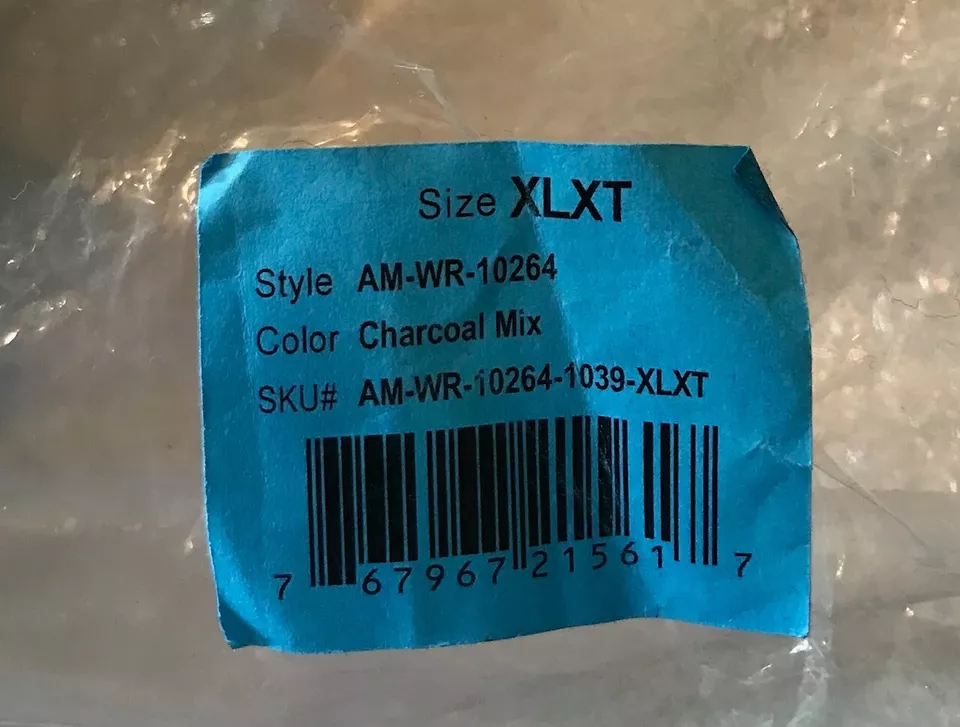 Size XLXT
Style AM-WR-10264
Color Charcoal Mix
SKU# AM-WR-10264-1039-XLXT
7 67967 21561 7